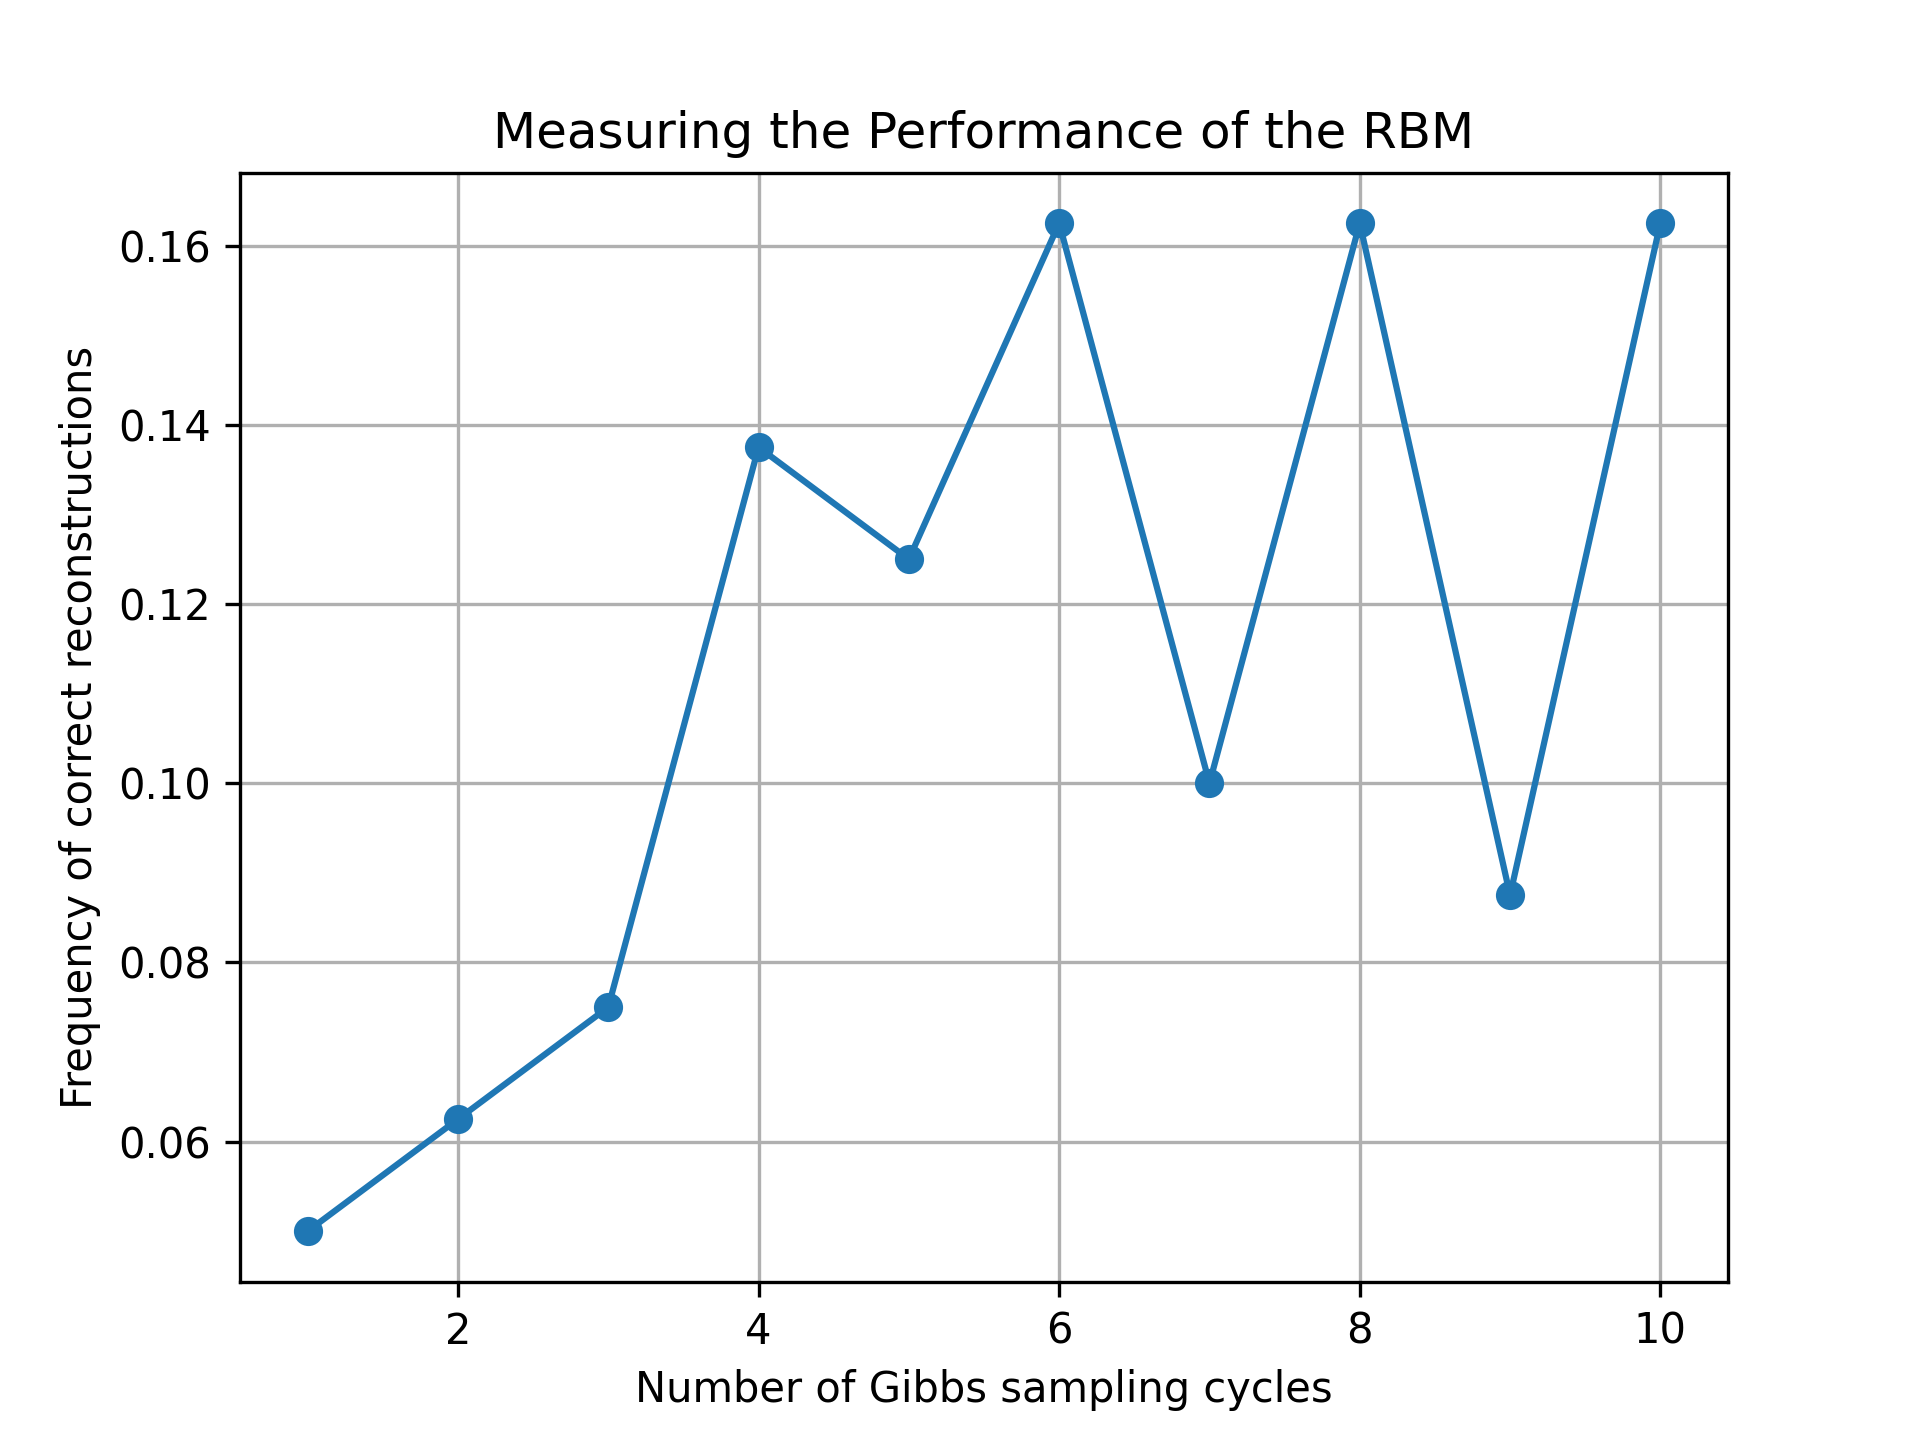 Measuring the Performance of the RBM
Frequency of correct reconstructions
0.16
0.14
0.12
0.10
0.08
0.06
2 4 6 8 10
Number of Gibbs sampling cycles